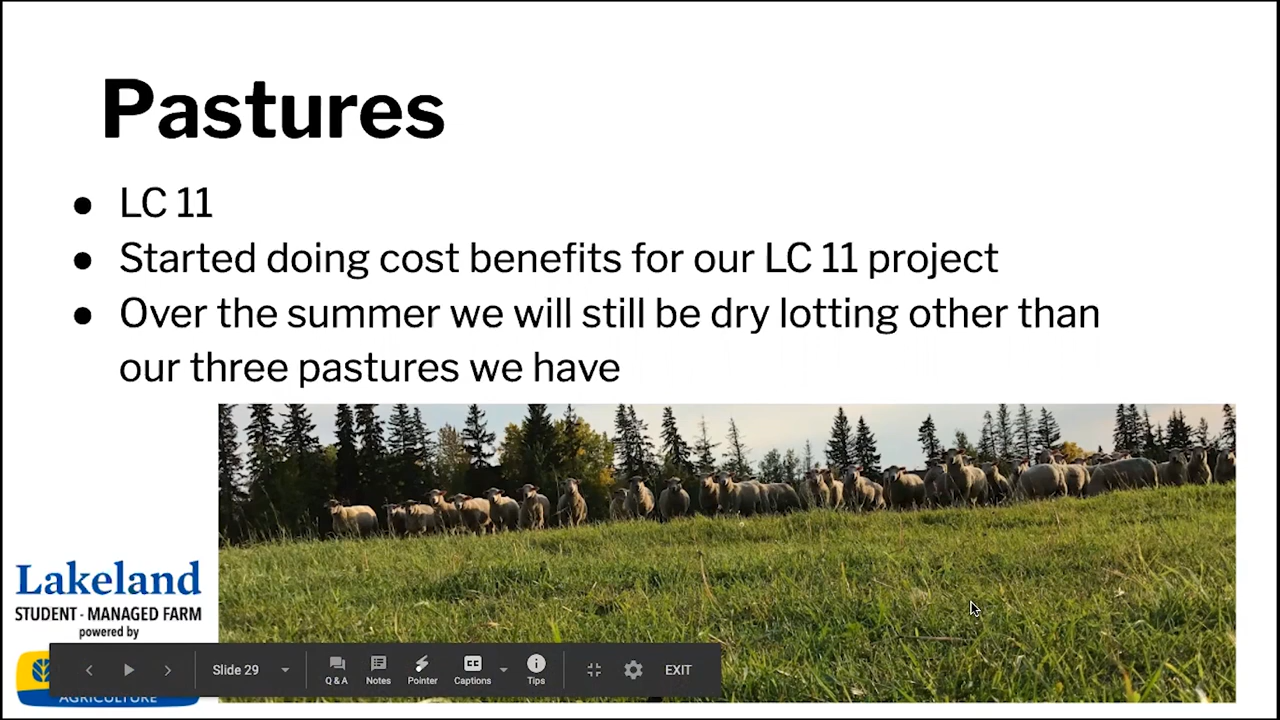 Pastures
● LC 11
● Started doing cost benefits for our LC 11 project
● Over the summer we will still be dry lotting other than
our three pastures we have
Lakeland
STUDENT - MANAGED FARM
powered by
AGRICULTURE
Slide 29
Q & A
Notes
Pointer
CC
Captions
Tips
EXIT